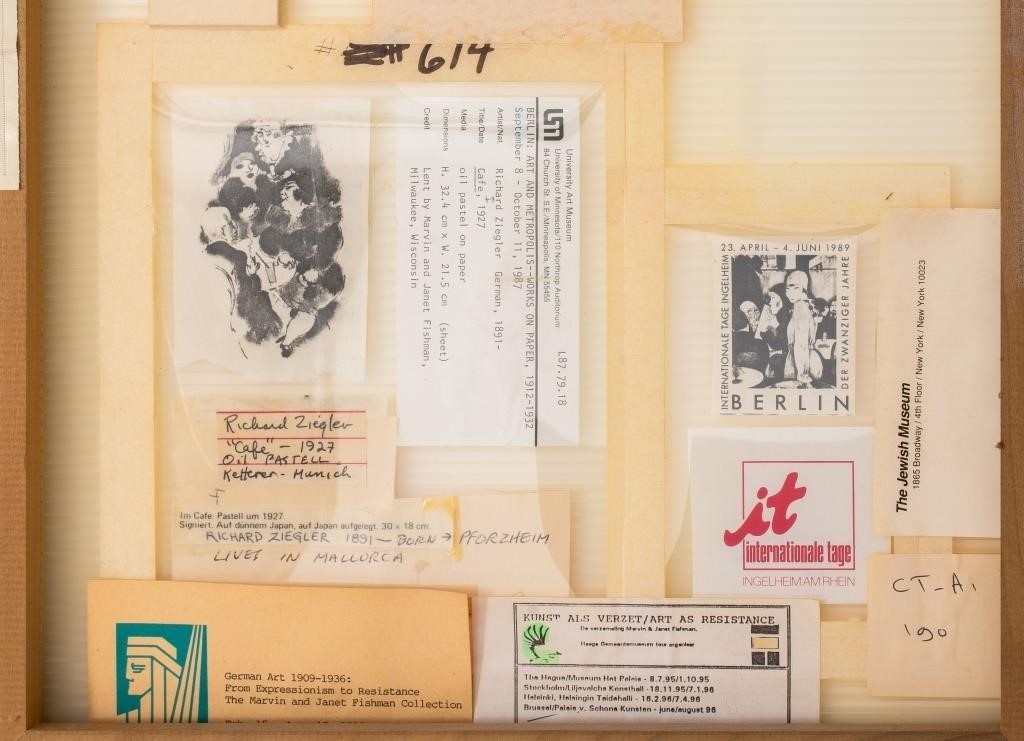 # 614
University Art Museum
University of Minnesota/110 Northrop Auditorium
84 Church St. S.E./Minneapolis, MN 55455
L87.79.18
BERLIN: ART AND METROPOLIS--WORKS ON PAPER, 1912-1932
September 8 - October 11, 1987
Artist/Nat. Richard Ziegler German, 1891-
Title/Date Cafe, 1927
Media oil pastel on paper
Dimensions H. 32.4 cm x W. 21.5 cm (sheet)
Credit Lent by Marvin and Janet Fishman,
Milwaukee, Wisconsin
Richard Ziegler
"Café" - 1927
Oil PASTELL
Ketterer - Munich
Im Cafe. Pastell um 1927.
Signiert. Auf dünnem Japan, auf Japan aufgelegt. 30 x 18 cm.
RICHARD ZIEGLER 1891 — BORN → PFORZHEIM
LIVES IN MALLORCA
23. APRIL - 4. JUNI 1989
INTERNATIONALE TAGE INGELHEIM
DER ZWANZIGER JAHRE
BERLIN
The Jewish Museum
1865 Broadway / 4th Floor / New York / New York 10023
it
internationale tage
INGELHEIM AM RHEIN
CT-A,
190
German Art 1909-1936:
From Expressionism to Resistance
The Marvin and Janet Fishman Collection
KUNST ALS VERZET/ART AS RESISTANCE
De verzameling Marvin & Janet Fishman.
Haags Gemeentemuseum tour organiser
The Hague/Museum Het Paleis - 8.7.95/1.10.95
Stockholm/Liljevalchs Konsthall - 18.11.95/7.1.96
Helsinki, Helsingin Taidehalli - 16.2.96/7.4.96
Brussel/Paleis v. Schone Kunsten - june/august 96